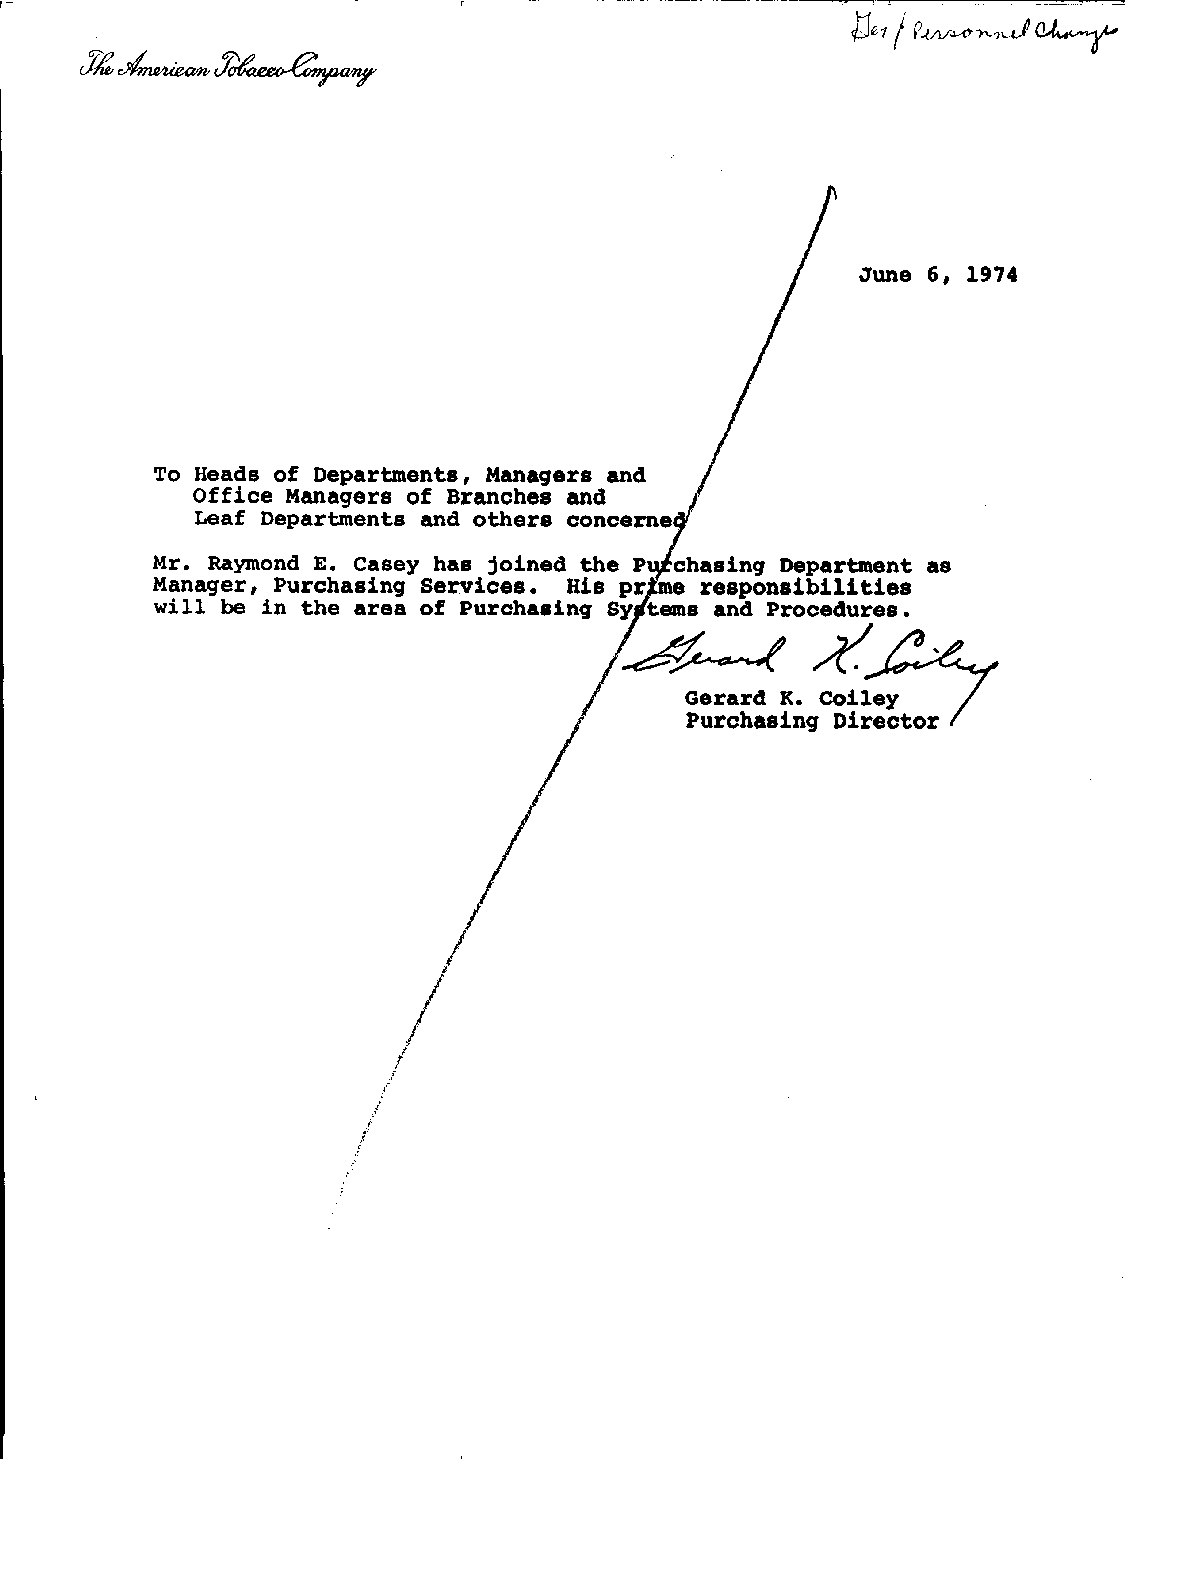 Personnel Changes
The American Tobacco Company
June 6, 1974
To Heads of Departments, Managers and
Office Managers of Branches and
Leaf Departments and others concerned
Mr. Raymond E. Casey has joined the Purchasing Department as
Manager, Purchasing Services. His prime responsibilities
will be in the area of Purchasing Systems and Procedures.
Gerard K. Coiley
Gerard K. Coiley
Purchasing Director